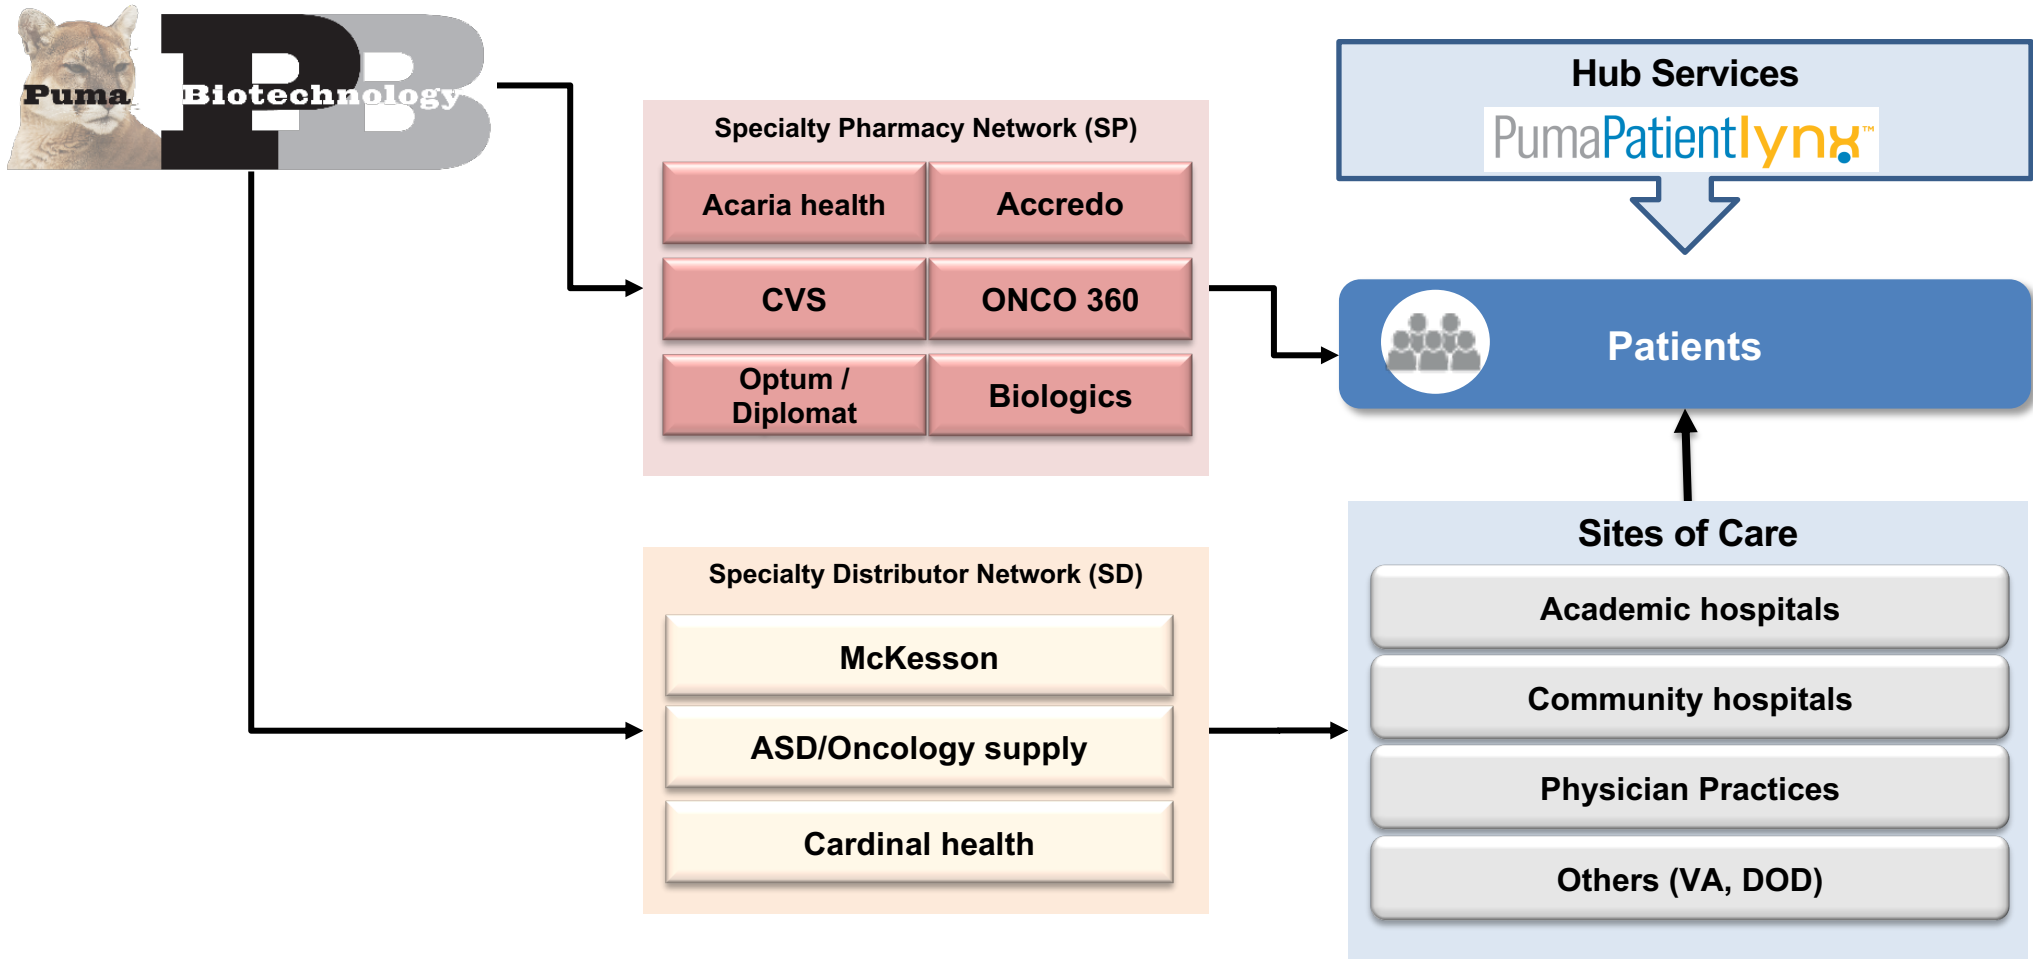 Puma Biotechnology
Specialty Pharmacy Network (SP)
Acaria health
Accredo
CVS
ONCO 360
Optum /
Diplomat
Biologics
Specialty Distributor Network (SD)
McKesson
ASD/Oncology supply
Cardinal health
Hub Services
PumaPatientlynx™
Patients
Sites of Care
Academic hospitals
Community hospitals
Physician Practices
Others (VA, DOD)